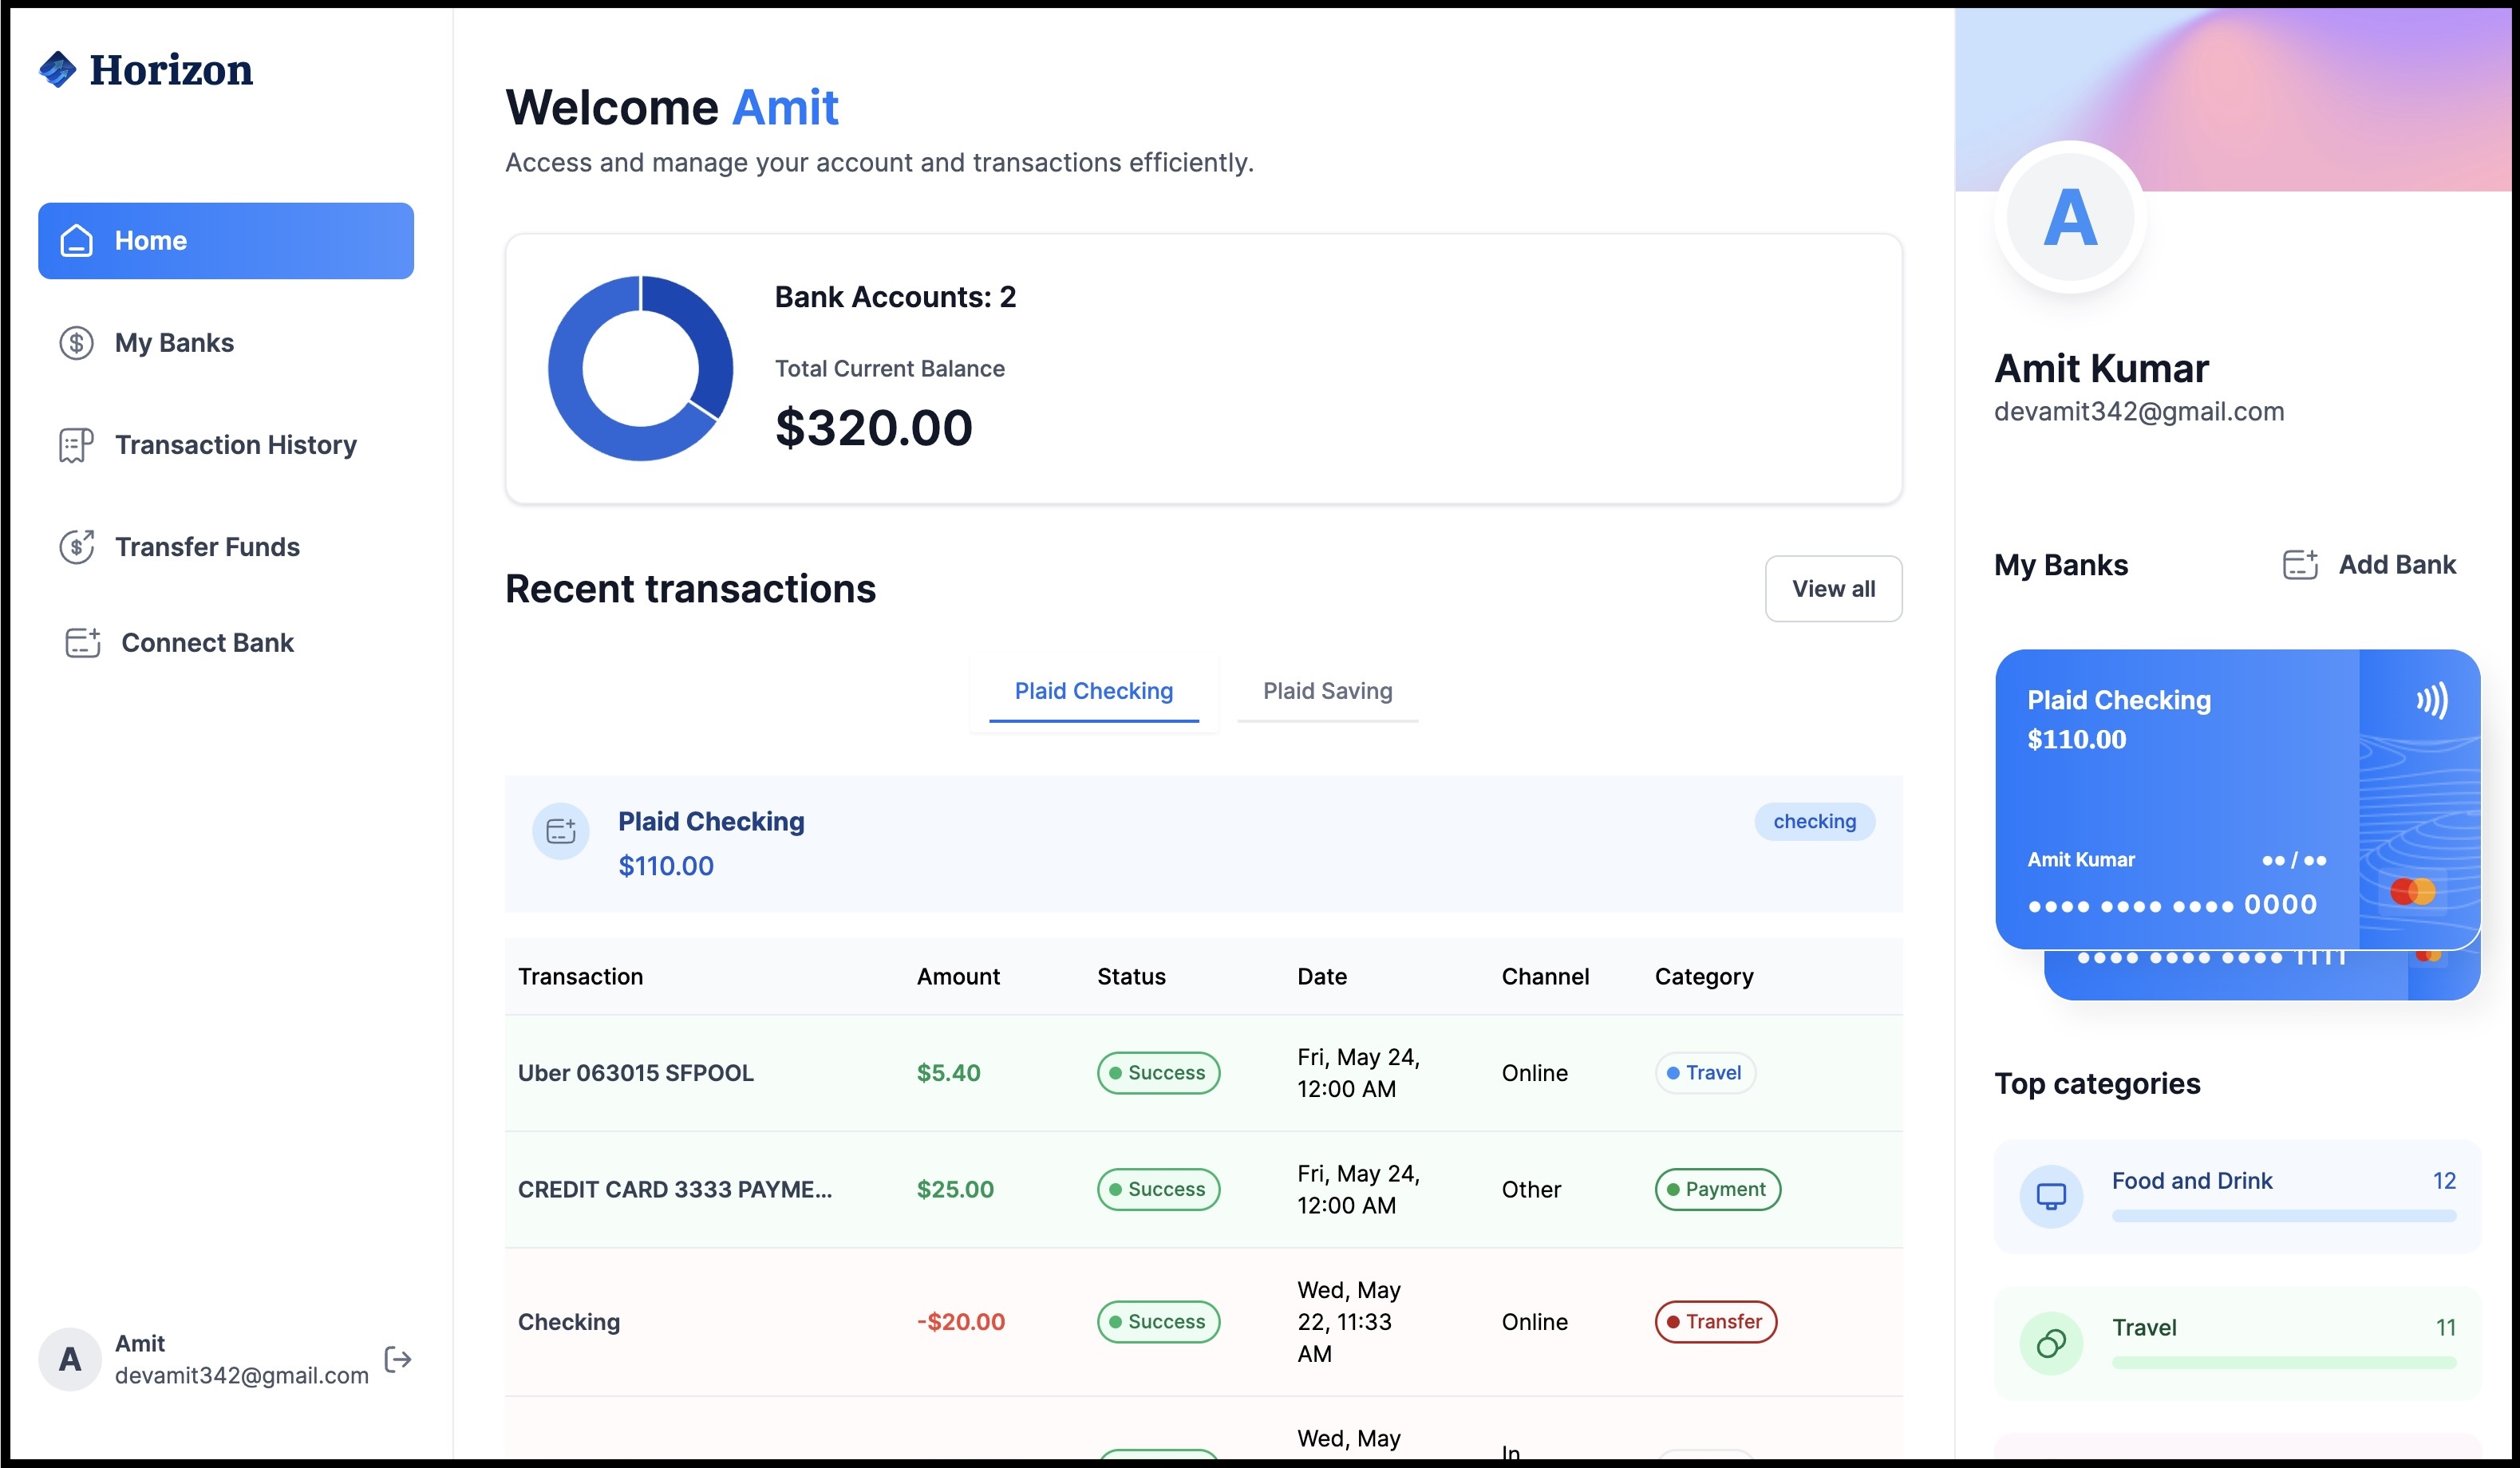 Horizon
Home
My Banks
Transaction History
Transfer Funds
Connect Bank
A
Amit
devamit342@gmail.com
Welcome Amit
Access and manage your account and transactions efficiently.
Bank Accounts: 2
Total Current Balance
$320.00
Recent transactions
View all
Plaid Checking
Plaid Saving
Plaid Checking
checking
$110.00
Transaction Amount Status Date Channel Category
Uber 063015 SFPOOL $5.40 Success Fri, May 24, 12:00 AM Online Travel
CREDIT CARD 3333 PAYME... $25.00 Success Fri, May 24, 12:00 AM Other Payment
Checking -$20.00 Success Wed, May 22, 11:33 AM Online Transfer
Wed, May
In
A
Amit Kumar
devamit342@gmail.com
My Banks
Add Bank
Plaid Checking
$110.00
Amit Kumar ●● / ●●
●●●● ●●●● ●●●● 0000
●●●● ●●●● ●●●● 1111
Top categories
Food and Drink 12
Travel 11